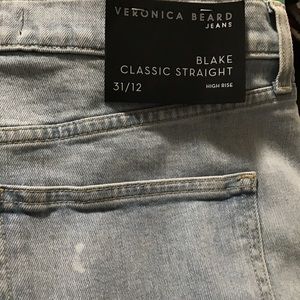 VERONICA BEARD
JEANS
BLAKE
CLASSIC STRAIGHT
31/12
HIGH RISE